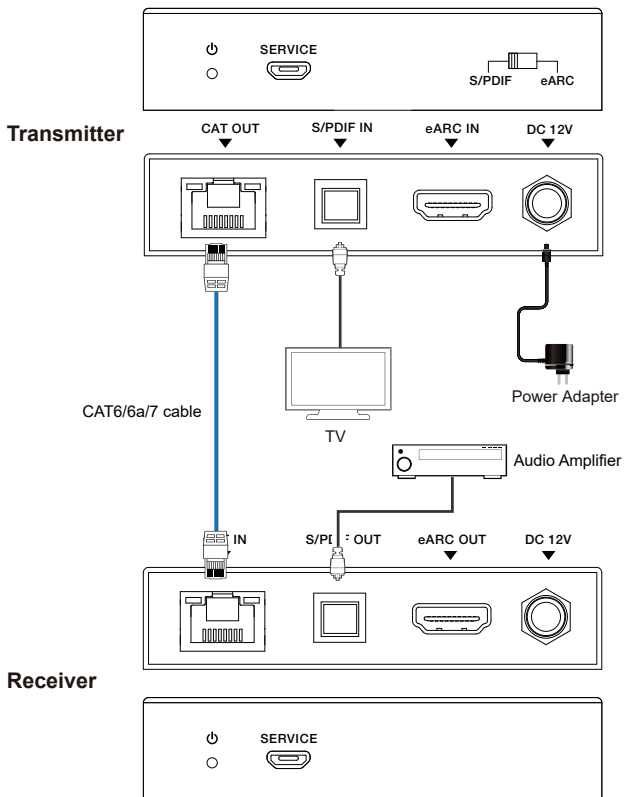 SERVICE
S/PDIF eARC
Transmitter
CAT OUT S/PDIF IN eARC IN DC 12V
Power Adapter
CAT6/6a/7 cable
TV
Audio Amplifier
IN S/PDIF OUT eARC OUT DC 12V
Receiver
SERVICE